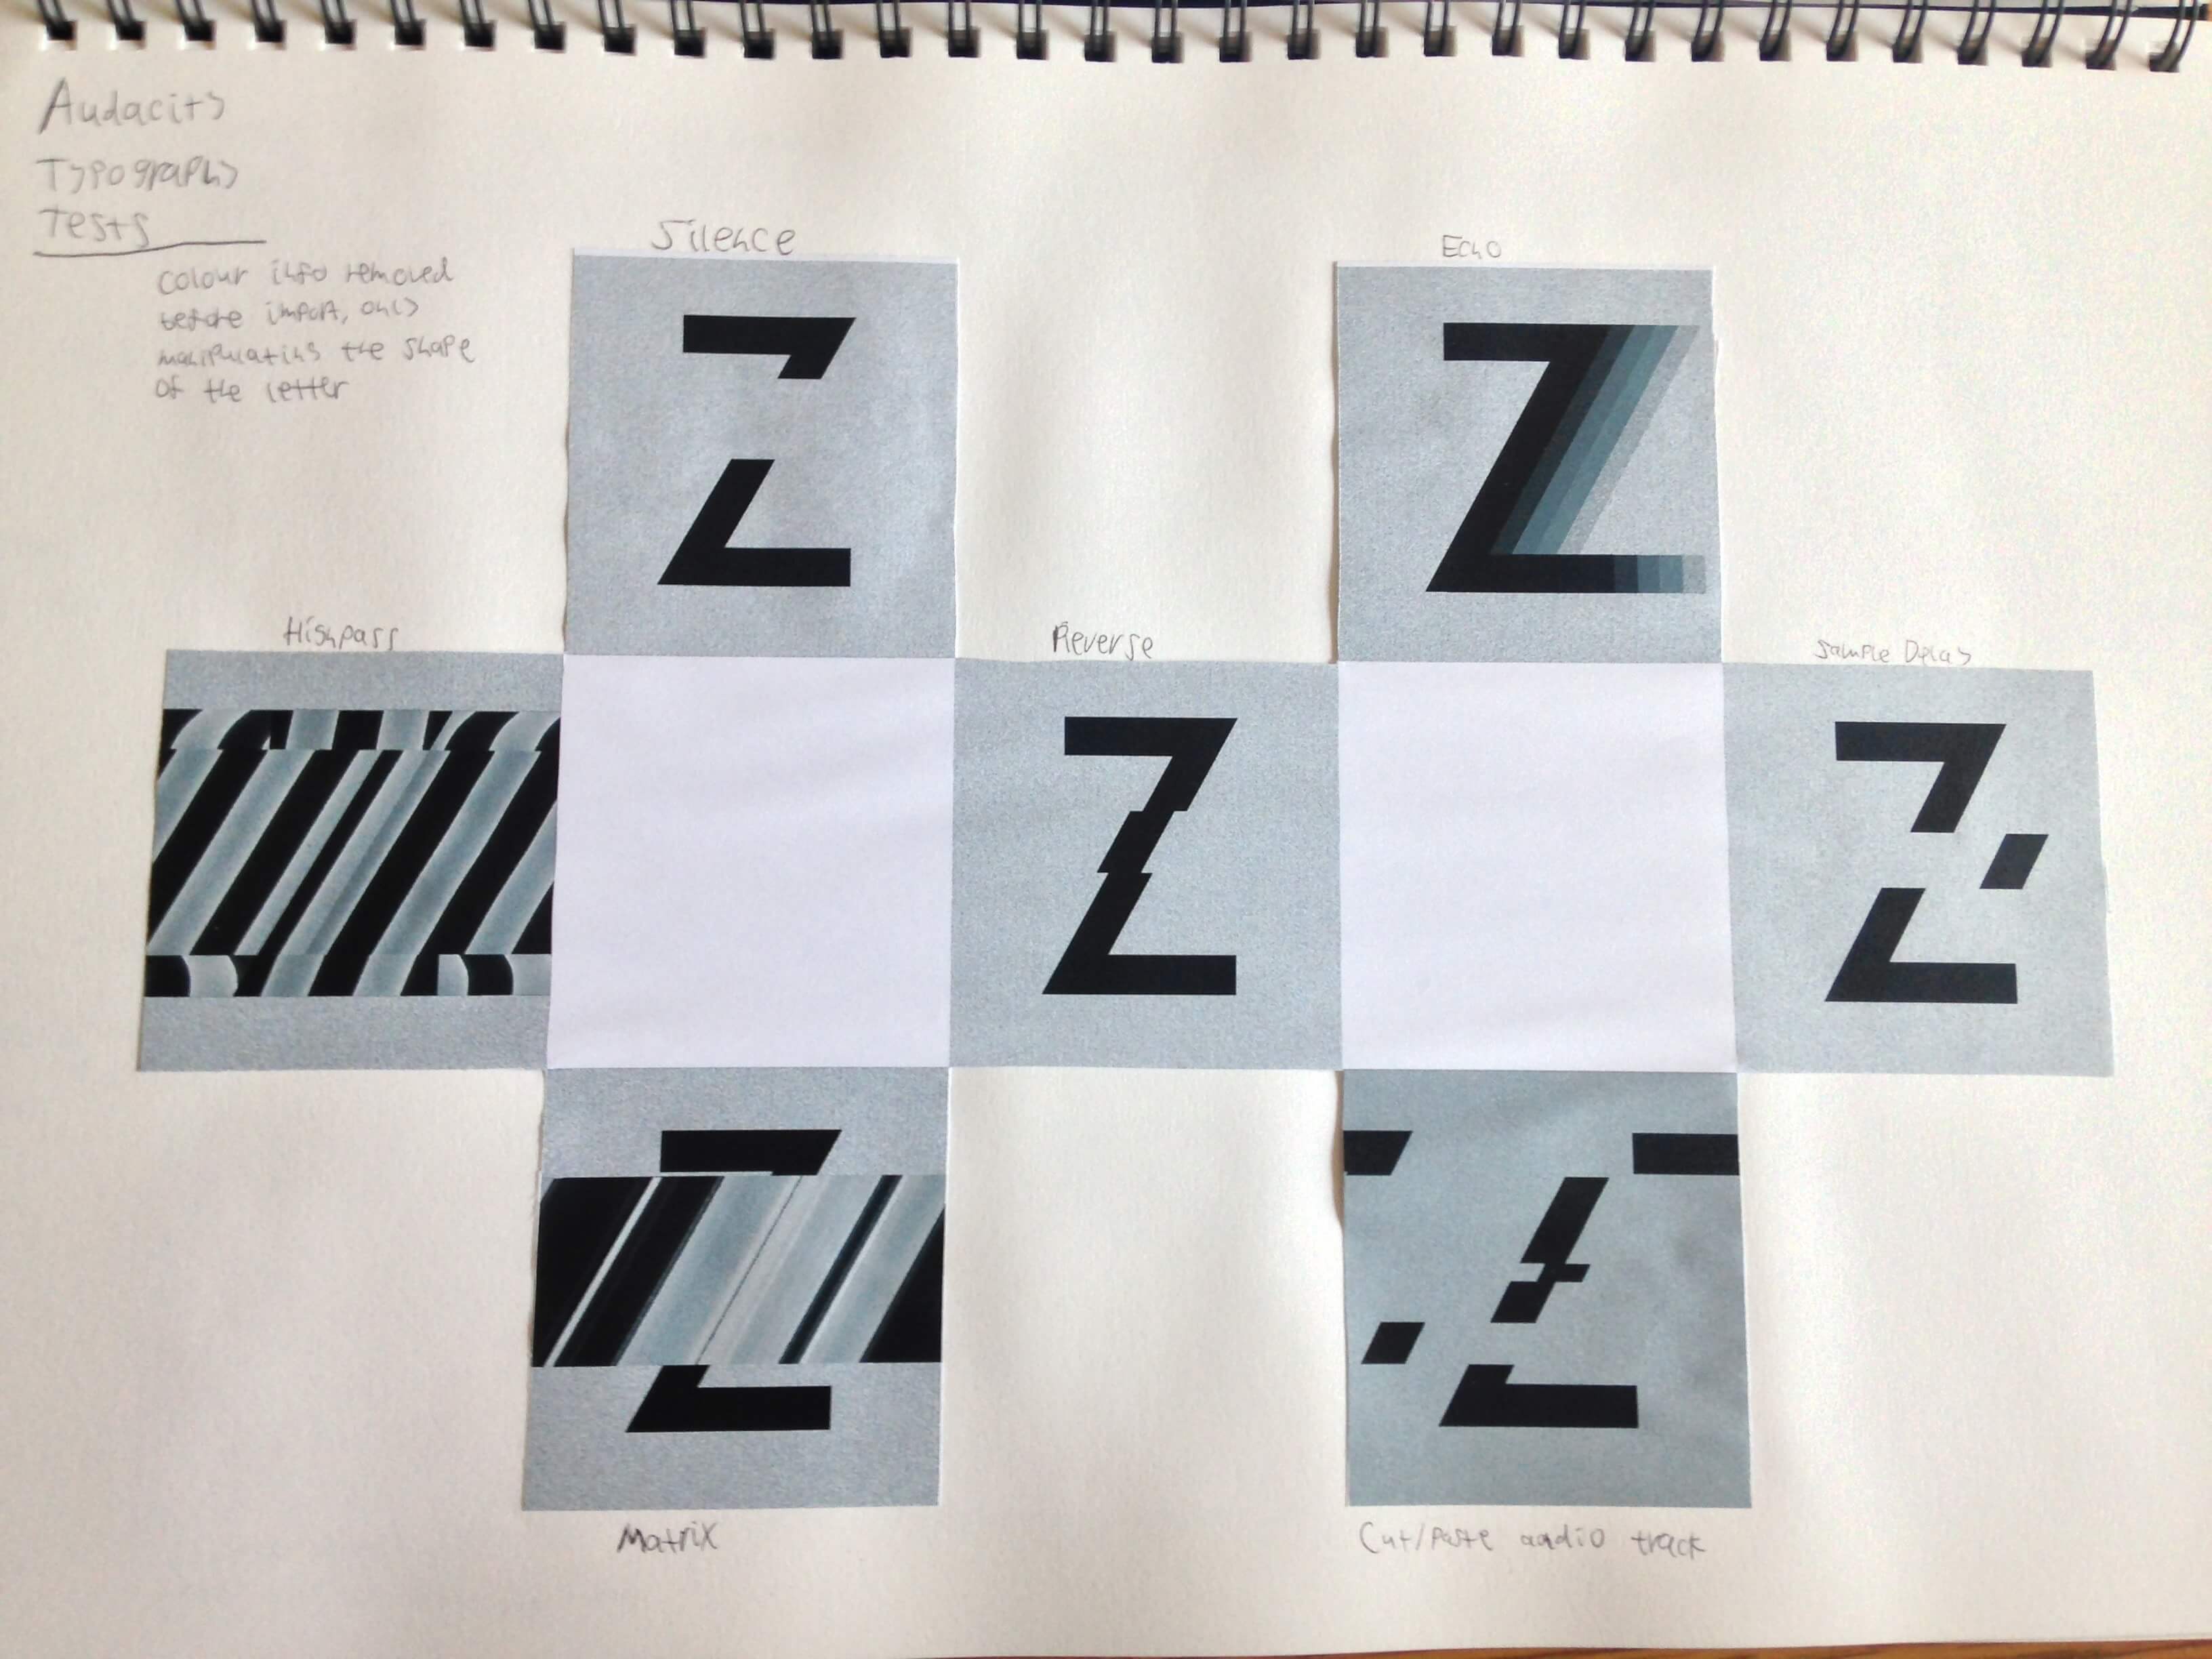 Audacity
Typography
Tests
Colour info removed
before import, only
manipulating the shape
of the letter
Silence
Echo
Highpass
Reverse
Sample Delay
Z
Z
Z
Z
Z
Matrix
Cut/Paste audio track